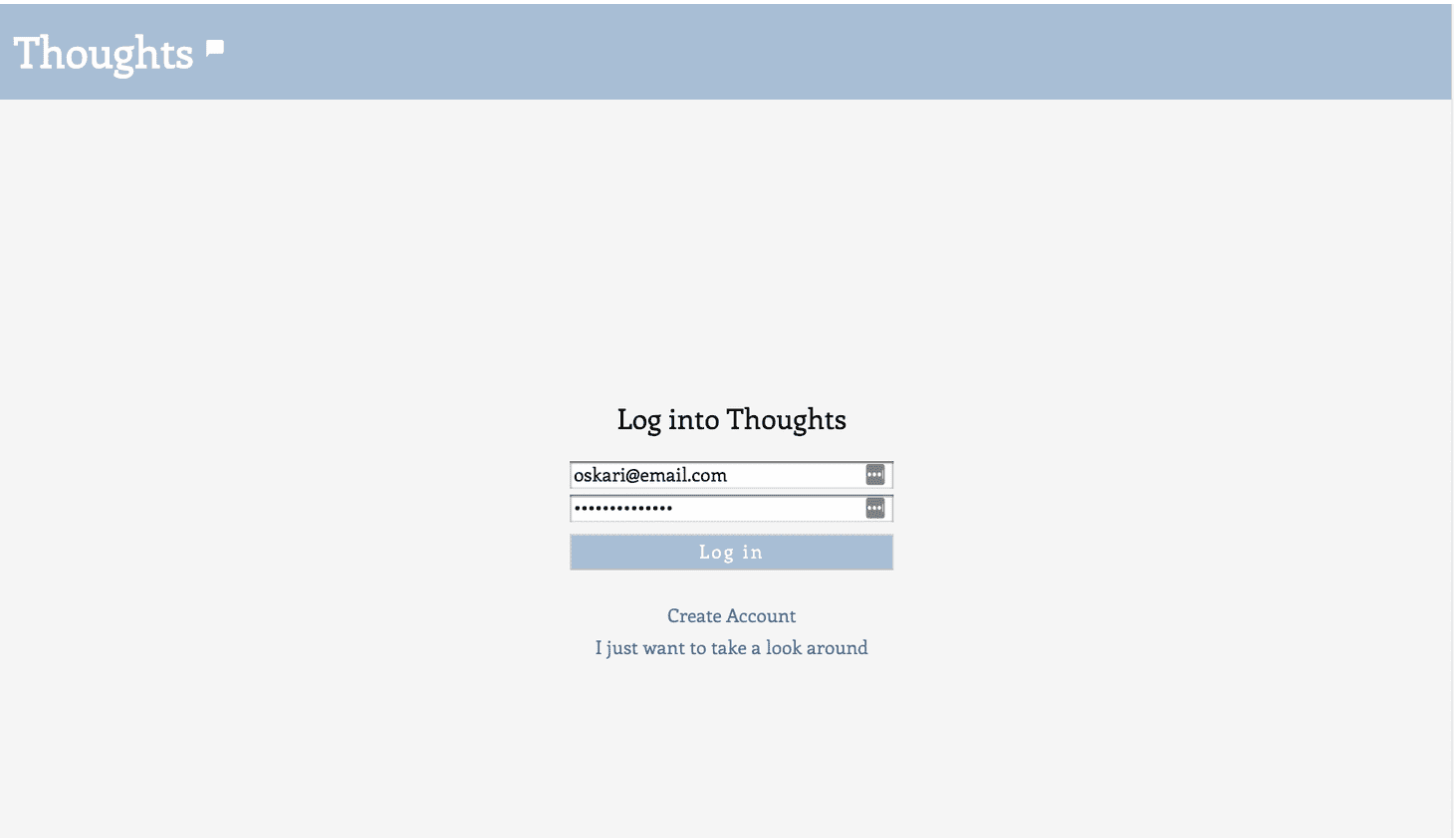 Thoughts
Log into Thoughts
oskari@email.com
••••••••••••••
Log in
Create Account
I just want to take a look around